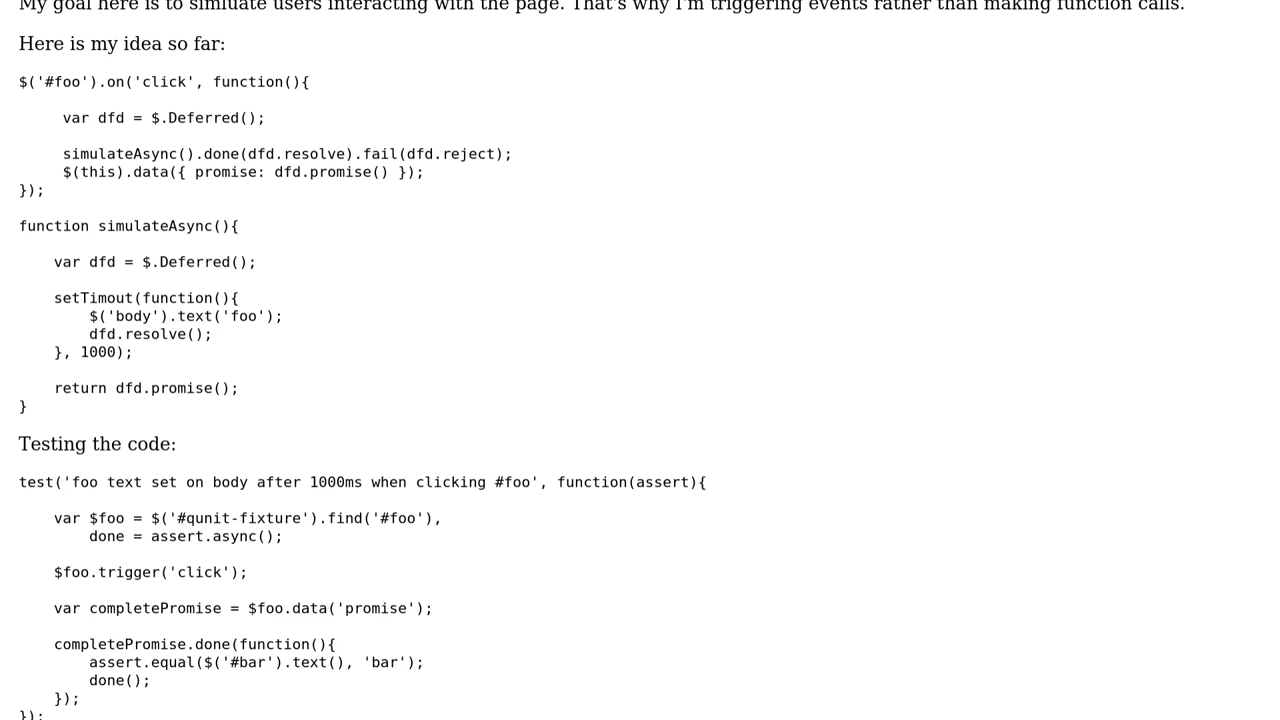 My goal here is to simluate users interacting with the page. That's why I'm triggering events rather than making function calls.
Here is my idea so far:
$('#foo').on('click', function(){
     var dfd = $.Deferred();
     simulateAsync().done(dfd.resolve).fail(dfd.reject);
     $(this).data({ promise: dfd.promise() });
});
function simulateAsync(){
    var dfd = $.Deferred();
    setTimout(function(){
        $('body').text('foo');
        dfd.resolve();
    }, 1000);
    return dfd.promise();
}
Testing the code:
test('foo text set on body after 1000ms when clicking #foo', function(assert){
    var $foo = $('#qunit-fixture').find('#foo'),
        done = assert.async();
    $foo.trigger('click');
    var completePromise = $foo.data('promise');
    completePromise.done(function(){
        assert.equal($('#bar').text(), 'bar');
        done();
    });
});